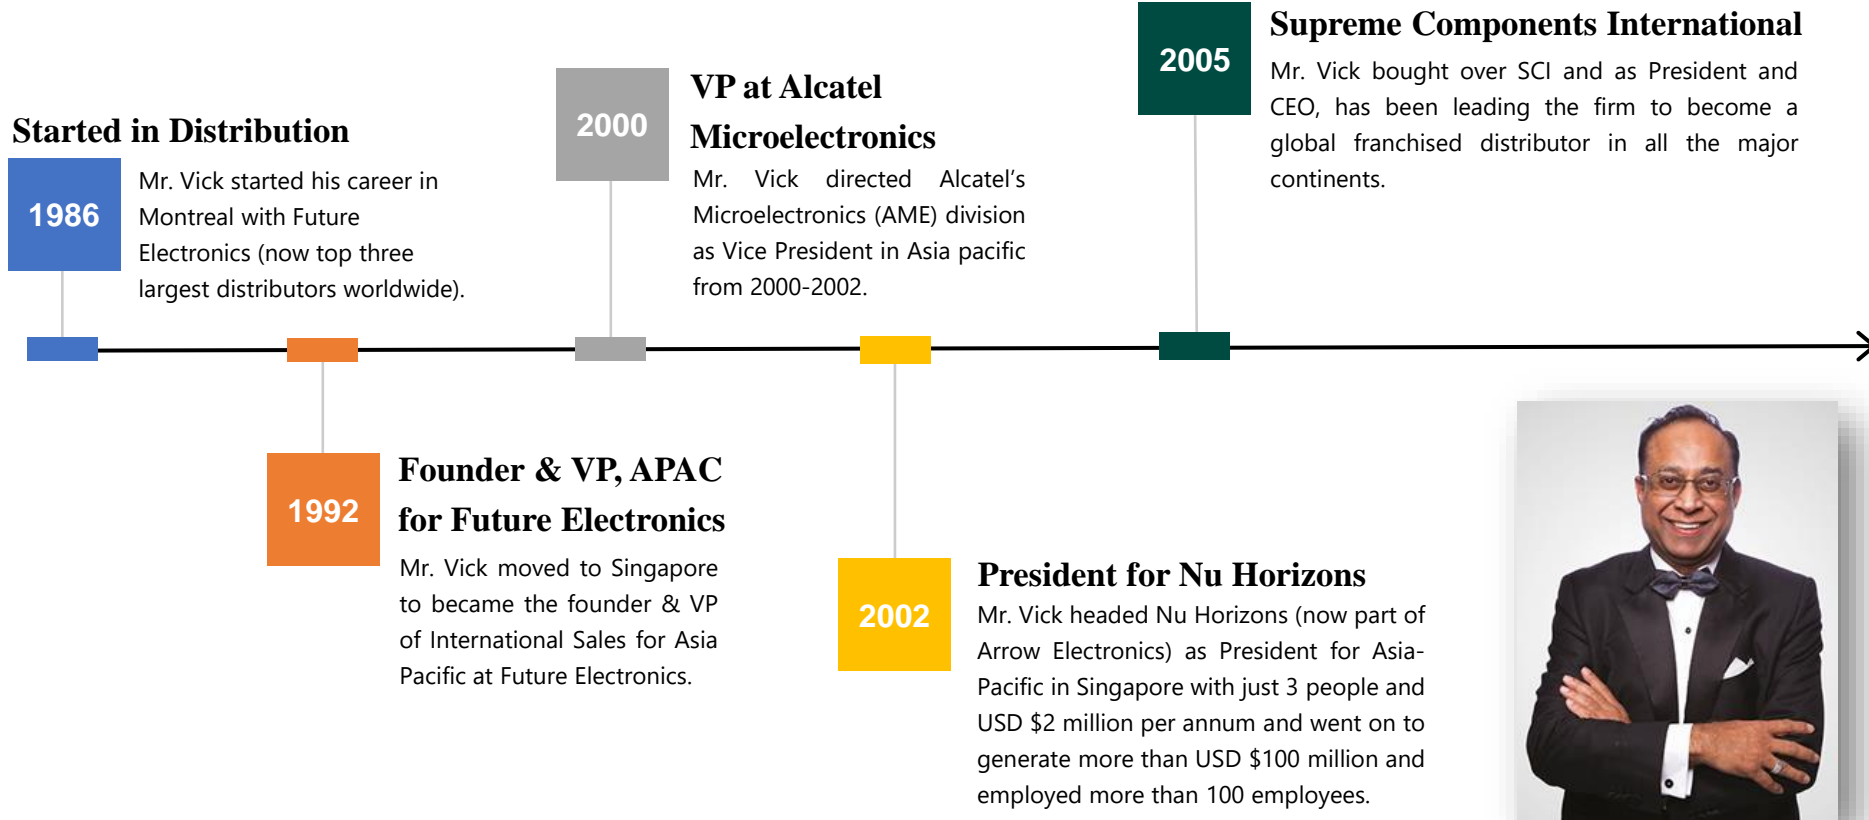 Started in Distribution
1986
Mr. Vick started his career in
Montreal with Future
Electronics (now top three
largest distributors worldwide).
1992
Founder & VP, APAC
for Future Electronics
Mr. Vick moved to Singapore
to became the founder & VP
of International Sales for Asia
Pacific at Future Electronics.
2000
VP at Alcatel
Microelectronics
Mr. Vick directed Alcatel’s
Microelectronics (AME) division
as Vice President in Asia pacific
from 2000-2002.
2002
President for Nu Horizons
Mr. Vick headed Nu Horizons (now part of
Arrow Electronics) as President for Asia-
Pacific in Singapore with just 3 people and
USD $2 million per annum and went on to
generate more than USD $100 million and
employed more than 100 employees.
2005
Supreme Components International
Mr. Vick bought over SCI and as President and
CEO, has been leading the firm to become a
global franchised distributor in all the major
continents.